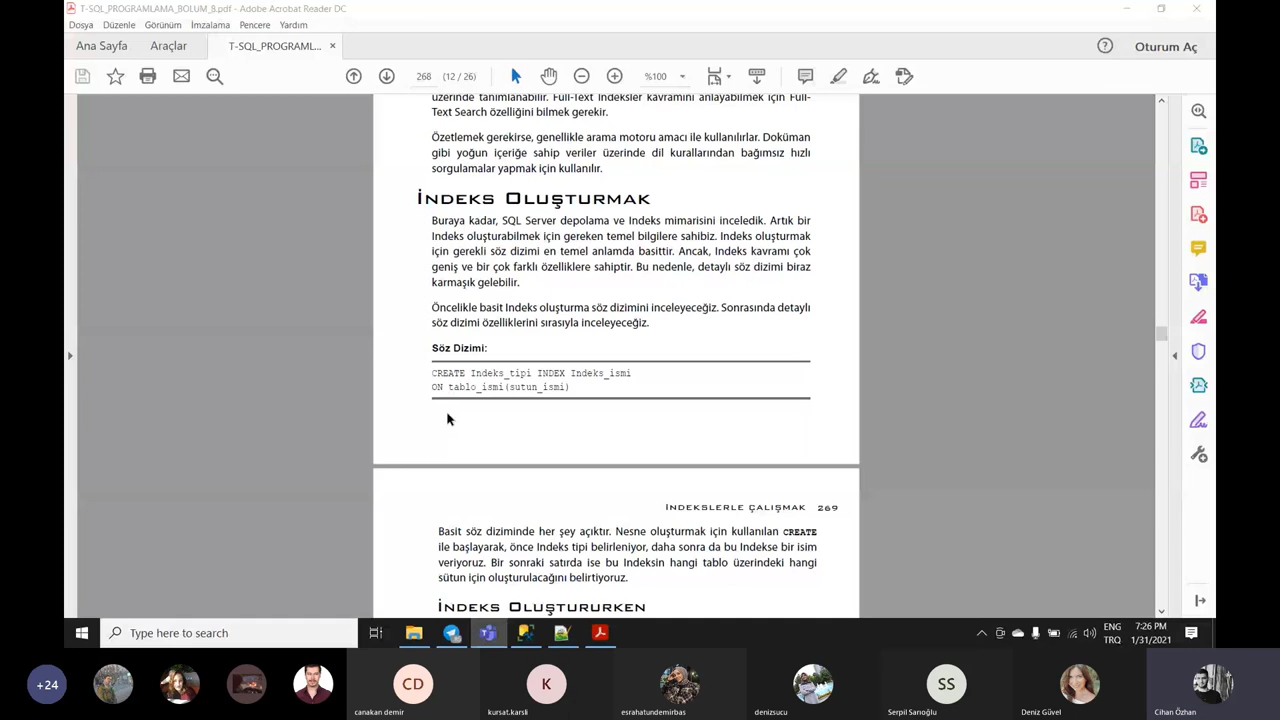 T-SQL_PROGRAMLAMA_BOLUM_8.pdf - Adobe Acrobat Reader DC
Dosya Düzenle Görünüm İmzalama Pencere Yardım
Ana Sayfa Araçlar T-SQL_PROGRAML... × Oturum Aç
268 (12 / 26) %100
üzerinde tanımlanabilir. Full-Text İndeksler kavramını anlayabilmek için Full-
Text Search özelliğini bilmek gerekir.
Özetlemek gerekirse, genellikle arama motoru amacı ile kullanılırlar. Doküman
gibi yoğun içeriğe sahip veriler üzerinde dil kurallarından bağımsız hızlı
sorgulamalar yapmak için kullanılır.
İndeks Oluşturmak
Buraya kadar, SQL Server depolama ve Indeks mimarisini inceledik. Artık bir
Indeks oluşturabilmek için gereken temel bilgilere sahibiz. Indeks oluşturmak
için gerekli söz dizimi en temel anlamda basittir. Ancak, Indeks kavramı çok
geniş ve bir çok farklı özelliklere sahiptir. Bu nedenle, detaylı söz dizimi biraz
karmaşık gelebilir.
Öncelikle basit Indeks oluşturma söz dizimini inceleyeceğiz. Sonrasında detaylı
söz dizimi özelliklerini sırasıyla inceleyeceğiz.
Söz Dizimi:
CREATE Indeks_tipi INDEX Indeks_ismi
ON tablo_ismi(sutun_ismi)
Indekslerle Çalışmak 269
Basit söz diziminde her şey açıktır. Nesne oluşturmak için kullanılan CREATE
ile başlayarak, önce Indeks tipi belirleniyor, daha sonra da bu Indekse bir isim
veriyoruz. Bir sonraki satırda ise bu Indeksin hangi tablo üzerindeki hangi
sütun için oluşturulacağını belirtiyoruz.
İndeks Oluştururken
Type here to search
ENG 7:26 PM
TRQ 1/31/2021
+24 CD K SS
canakan demir kursat.karsli esrahatundemirbas denizsucu Serpil Sarıoğlu Deniz Güvel Cihan Özhan